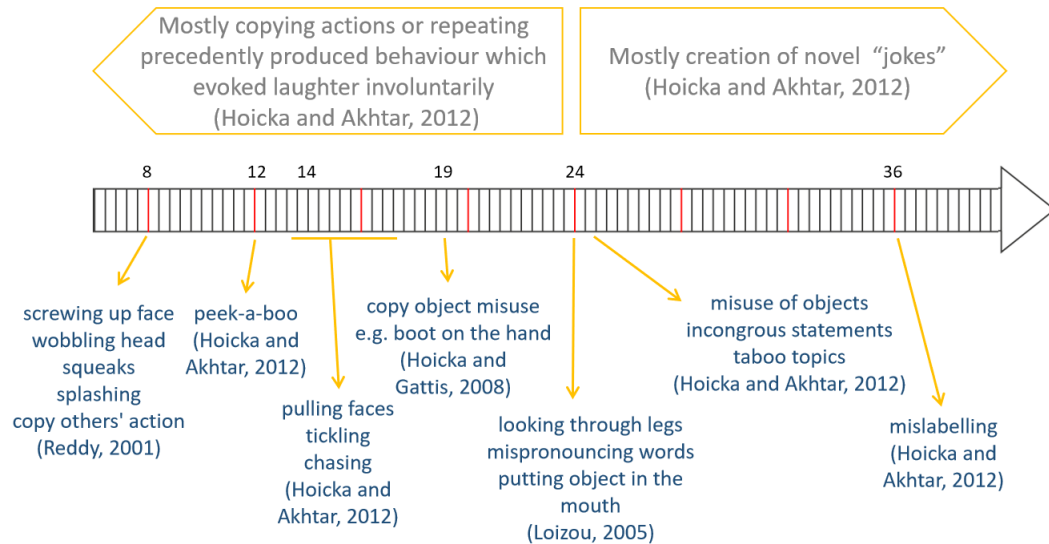 Mostly copying actions or repeating
precedently produced behaviour which
evoked laughter involuntarily
(Hoicka and Akhtar, 2012)
Mostly creation of novel “jokes”
(Hoicka and Akhtar, 2012)
8
12
14
19
24
36
screwing up face
wobbling head
squeaks
splashing
copy others' action
(Reddy, 2001)
peek-a-boo
(Hoicka and
Akhtar, 2012)
pulling faces
tickling
chasing
(Hoicka and
Akhtar, 2012)
copy object misuse
e.g. boot on the hand
(Hoicka and
Gattis, 2008)
looking through legs
mispronouncing words
putting object in the
mouth
(Loizou, 2005)
misuse of objects
incongrous statements
taboo topics
(Hoicka and Akhtar, 2012)
mislabelling
(Hoicka and
Akhtar, 2012)